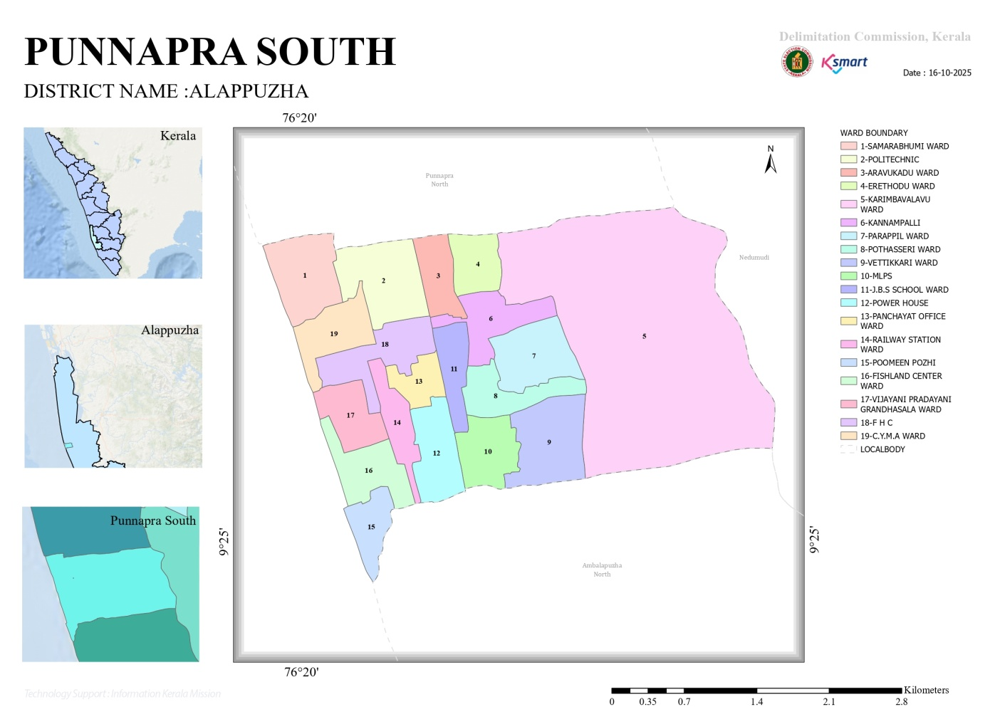 PUNNAPRA SOUTH
DISTRICT NAME :ALAPPUZHA
Delimitation Commission, Kerala
STATE ELECTION COMMISSION
KERALA
Ksmart
Date : 16-10-2025
Kerala
Alappuzha
Punnapra South
76°20'
76°20'
9°25'
9°25'
N
Punnapra
North
Nedumudi
Ambalapuzha
North
1
2
3
4
5
6
7
8
9
10
11
12
13
14
15
16
17
18
19
WARD BOUNDARY
1-SAMARABHUMI WARD
2-POLITECHNIC
3-ARAVUKADU WARD
4-ERETHODU WARD
5-KARIMBAVALAVU
WARD
6-KANNAMPALLI
7-PARAPPIL WARD
8-POTHASSERI WARD
9-VETTIKKARI WARD
10-MLPS
11-J.B.S SCHOOL WARD
12-POWER HOUSE
13-PANCHAYAT OFFICE
WARD
14-RAILWAY STATION
WARD
15-POOMEEN POZHI
16-FISHLAND CENTER
WARD
17-VIJAYANI PRADAYANI
GRANDHASALA WARD
18-F H C
19-C.Y.M.A WARD
LOCALBODY
Technology Support : Information Kerala Mission
Kilometers
0 0.35 0.7 1.4 2.1 2.8